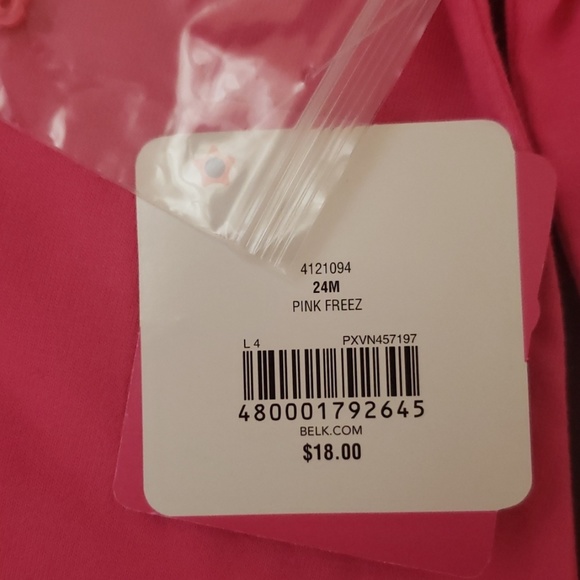 4121094
24M
PINK FREEZ
L 4 PXVN457197
480001792645
BELK.COM
$18.00